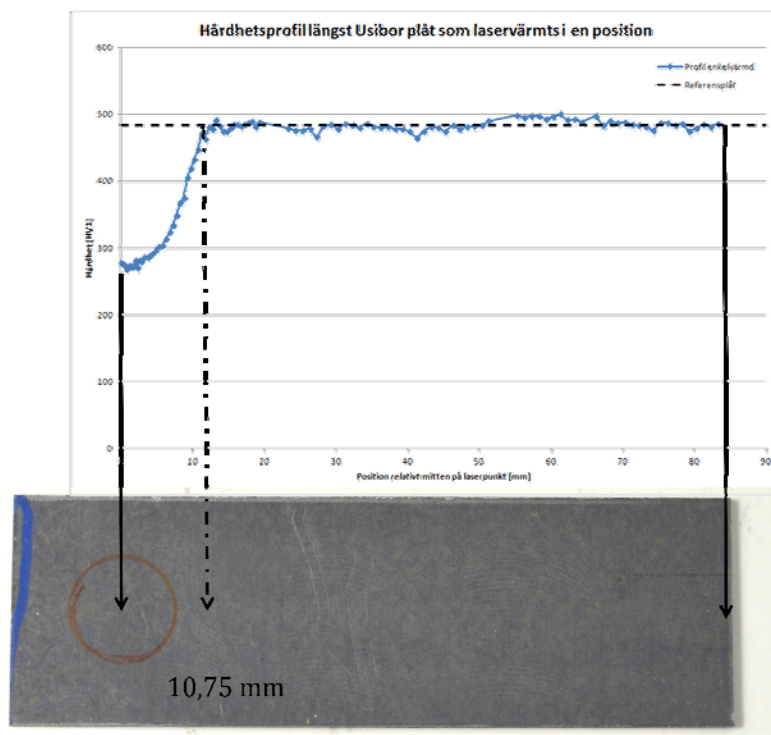 Hårdhetsprofil längst Usibor plåt som laservärmts i en position
600
Profil enkelvärmd
Referensplåt
500
400
300
200
100
0
Hårdhet [HV1]
10
20
30
40
50
60
70
80
90
Position relativt mitten på laserpunkt [mm]
10,75 mm